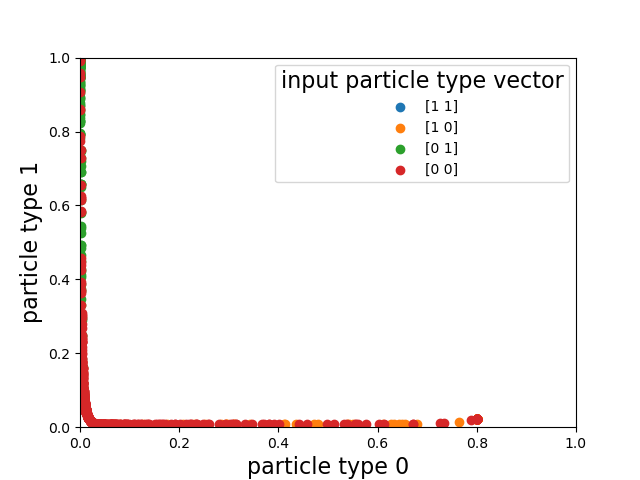 input particle type vector
[1 1]
[1 0]
[0 1]
[0 0]
1.0
0.8
0.6
0.4
0.2
0.0
particle type 1
0.0 0.2 0.4 0.6 0.8 1.0
particle type 0